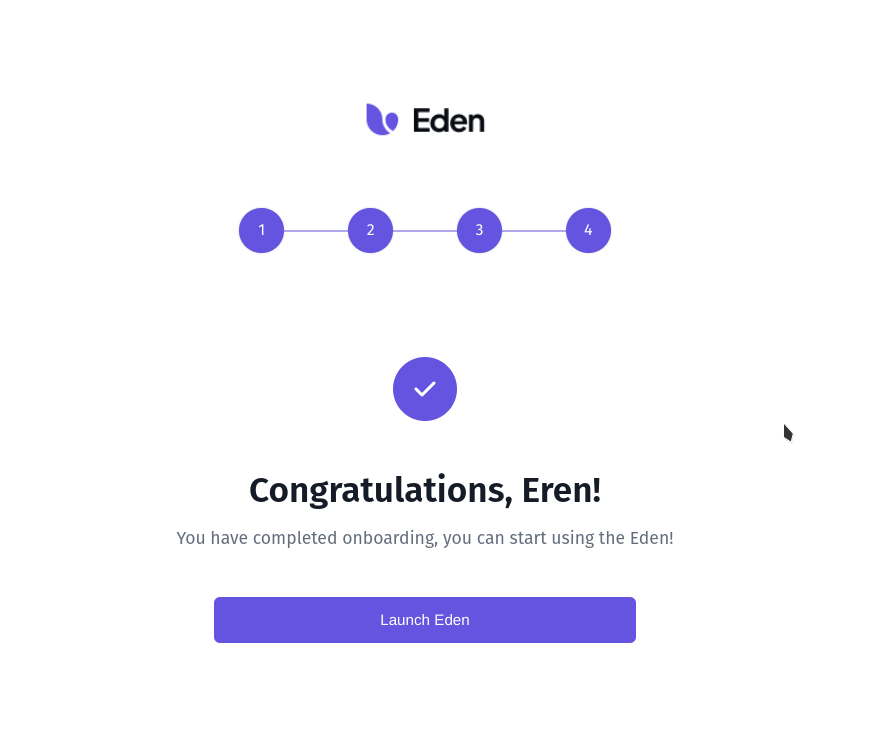 Eden
1 2 3 4
Congratulations, Eren!
You have completed onboarding, you can start using the Eden!
Launch Eden